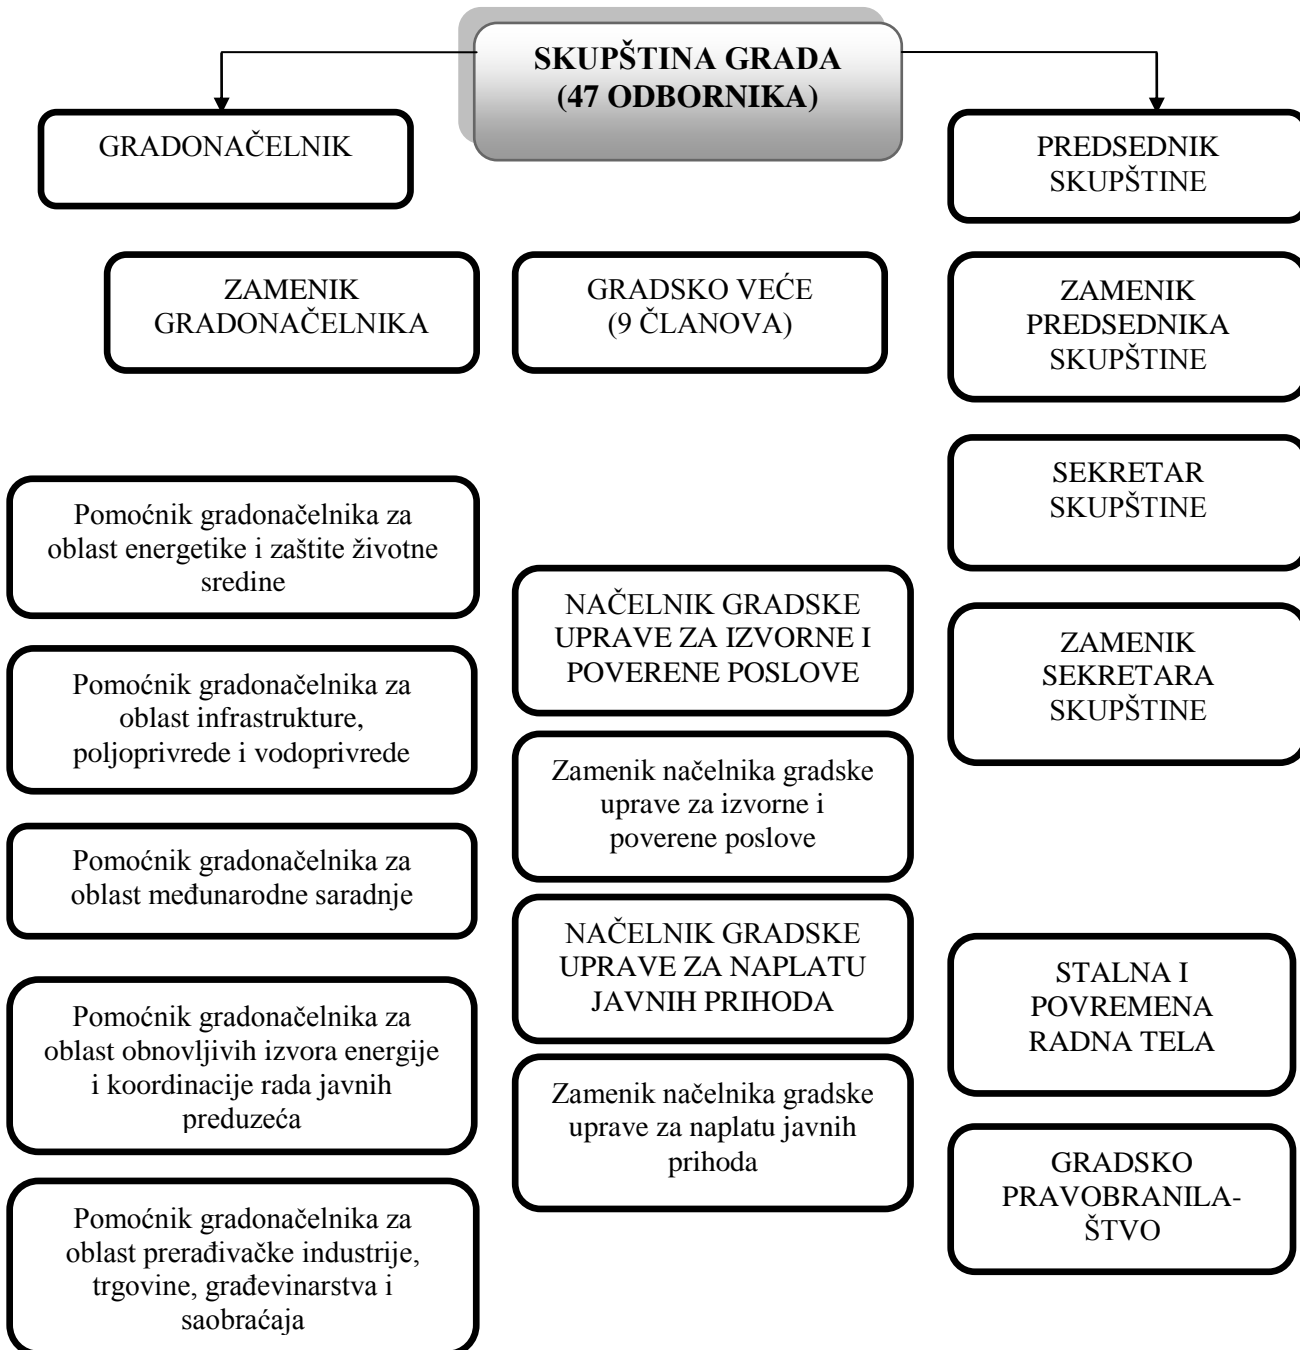 SKUPŠTINA GRADA
(47 ODBORNIKA)
GRADONAČELNIK
PREDSEDNIK
SKUPŠTINE
ZAMENIK
GRADONAČELNIKA
GRADSKO VEĆE
(9 ČLANOVA)
ZAMENIK
PREDSEDNIKA
SKUPŠTINE
SEKRETAR
SKUPŠTINE
Pomoćnik gradonačelnika za
oblast energetike i zaštite životne
sredine
NAČELNIK GRADSKE
UPRAVE ZA IZVORNE I
POVERENE POSLOVE
ZAMENIK
SEKRETARA
SKUPŠTINE
Pomoćnik gradonačelnika za
oblast infrastrukture,
poljoprivrede i vodoprivrede
Zamenik načelnika gradske
uprave za izvorne i
poverene poslove
Pomoćnik gradonačelnika za
oblast međunarodne saradnje
NAČELNIK GRADSKE
UPRAVE ZA NAPLATU
JAVNIH PRIHODA
STALNA I
POVREMENA
RADNA TELA
Pomoćnik gradonačelnika za
oblast obnovljivih izvora energije
i koordinacije rada javnih
preduzeća
Zamenik načelnika gradske
uprave za naplatu javnih
prihoda
GRADSKO
PRAVOBRANILA-
ŠTVO
Pomoćnik gradonačelnika za
oblast prerađivačke industrije,
trgovine, građevinarstva i
saobraćaja